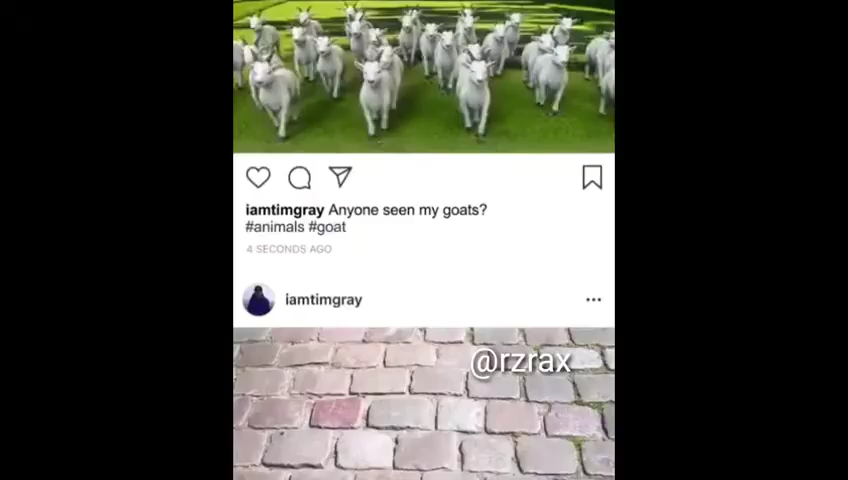 iamtimgray Anyone seen my goats?
#animals #goat
4 SECONDS AGO
iamtimgray
@rzrax